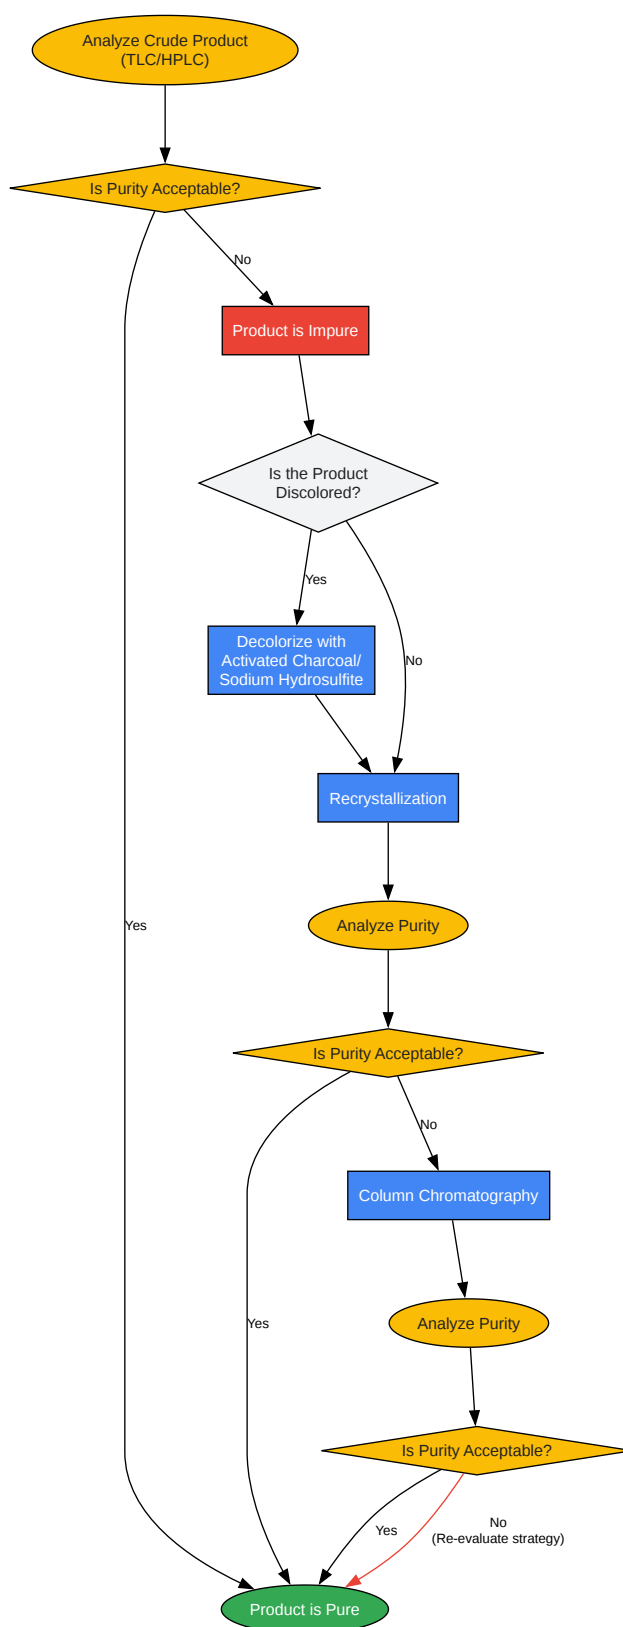 Analyze Crude Product
(TLC/HPLC)
Is Purity Acceptable?
No
Product is Impure
Is the Product
Discolored?
Yes
Decolorize with
Activated Charcoal/
Sodium Hydrosulfite
No
Recrystallization
Analyze Purity
Yes
Is Purity Acceptable?
No
Column Chromatography
Analyze Purity
Yes
Is Purity Acceptable?
Yes
No
(Re-evaluate strategy)
Product is Pure